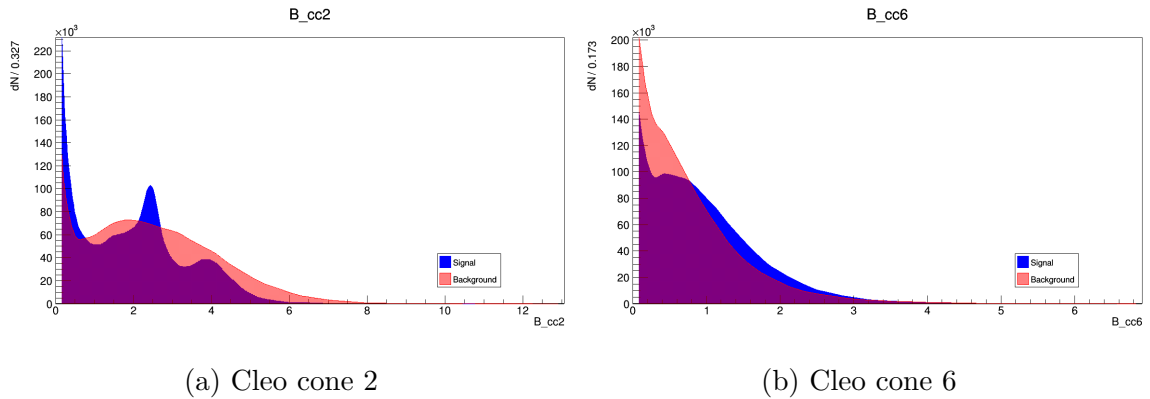 B_cc2
×10³
dN / 0.327
220
200
180
160
140
120
100
80
60
40
20
0
0 2 4 6 8 10 12
B_cc2
Signal
Background
(a) Cleo cone 2
B_cc6
×10³
dN / 0.173
200
180
160
140
120
100
80
60
40
20
0
0 1 2 3 4 5 6
B_cc6
Signal
Background
(b) Cleo cone 6